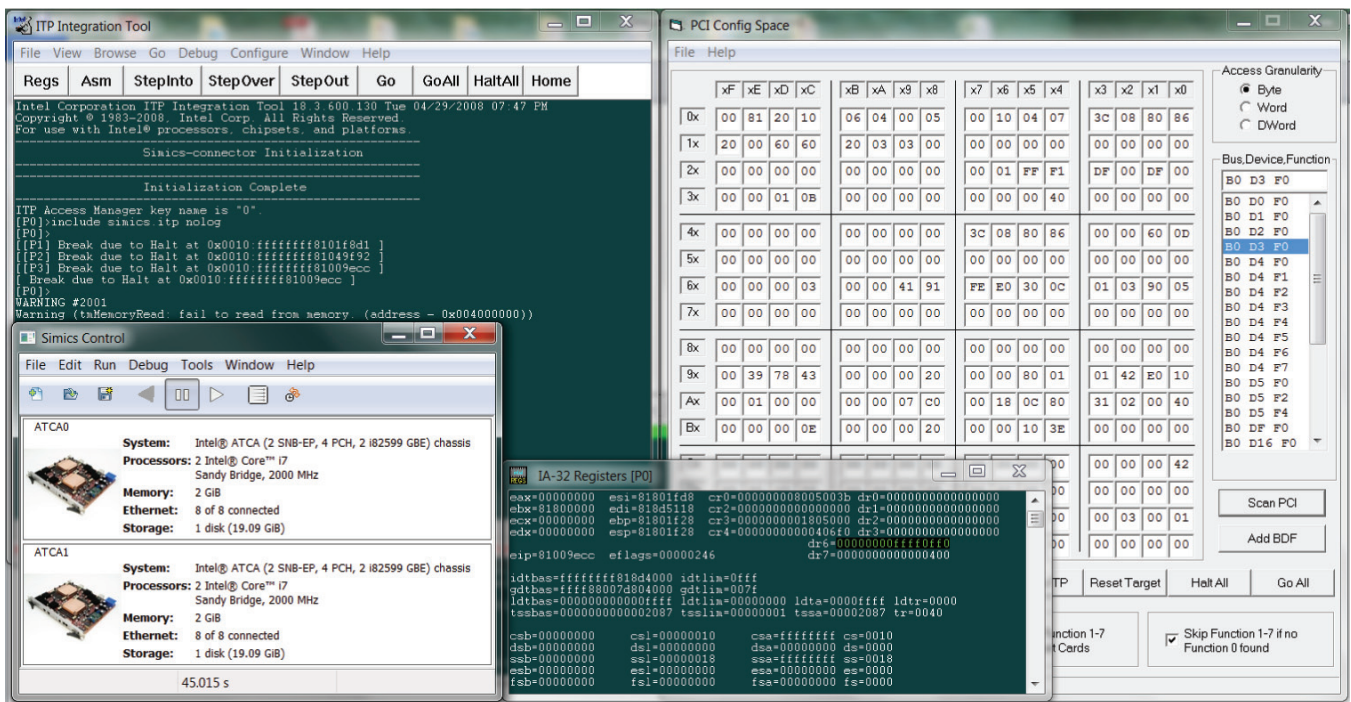 ITP Integration Tool
File View Browse Go Debug Configure Window Help
Regs Asm StepInto StepOver StepOut Go GoAll HaltAll Home
Intel Corporation ITP Integration Tool 18.3.600.130 Tue 04/29/2008 07:47 PM
Copyright © 1983-2008, Intel Corp. All Rights Reserved.
For use with Intel® processors, chipsets, and platforms.
Simics-connector Initialization
Initialization Complete
ITP Access Manager key name is "0".
[P0]>include simics.itp nolog
[P0]>
[[P1] Break due to Halt at 0x0010:ffffffff8101f8d1 ]
[[P2] Break due to Halt at 0x0010:ffffffff81049f92 ]
[[P3] Break due to Halt at 0x0010:ffffffff81009ecc ]
[ Break due to Halt at 0x0010:ffffffff81009ecc ]
[P0]>
WARNING #2001
Warning (tmMemoryRead: fail to read from memory. (address - 0x004000000))
Simics Control
File Edit Run Debug Tools Window Help
ATCA0
System: Intel® ATCA (2 SNB-EP, 4 PCH, 2 i82599 GBE) chassis
Processors: 2 Intel® Core™ i7
Sandy Bridge, 2000 MHz
Memory: 2 GiB
Ethernet: 8 of 8 connected
Storage: 1 disk (19.09 GiB)
ATCA1
System: Intel® ATCA (2 SNB-EP, 4 PCH, 2 i82599 GBE) chassis
Processors: 2 Intel® Core™ i7
Sandy Bridge, 2000 MHz
Memory: 2 GiB
Ethernet: 8 of 8 connected
Storage: 1 disk (19.09 GiB)
45.015 s
IA-32 Registers [P0]
eax=00000000 esi=81801fd8 cr0=000000008005003b dr0=0000000000000000
ebx=81800000 edi=818d5118 cr2=0000000000000000 dr1=0000000000000000
ecx=00000000 ebp=81801f28 cr3=0000000001805000 dr2=0000000000000000
edx=00000000 esp=81801f28 cr4=00000000000406f0 dr3=0000000000000000
dr6=00000000ffff0ff0
eip=81009ecc eflags=00000246 dr7=0000000000000400
idtbas=ffffffff818d4000 idtlim=0fff
gdtbas=ffff88007d804000 gdtlim=007f
ldtbas=000000000000ffff ldtlim=00000000 ldta=0000ffff ldtr=0000
tssbas=0000000000002087 tsslim=00000001 tssa=00002087 tr=0040
csb=00000000 csl=00000010 csa=ffffffff cs=0010
dsb=00000000 dsl=00000000 dsa=00000000 ds=0000
ssb=00000000 ssl=00000018 ssa=ffffffff ss=0018
esb=00000000 esl=00000000 esa=00000000 es=0000
fsb=00000000 fsl=00000000 fsa=00000000 fs=0000
PCI Config Space
File Help
xF xE xD xC xB xA x9 x8 x7 x6 x5 x4 x3 x2 x1 x0
0x 00 81 20 10 06 04 00 05 00 10 04 07 3C 08 80 86
1x 20 00 60 60 20 03 03 00 00 00 00 00 00 00 00 00
2x 00 00 00 00 00 00 00 00 00 01 FF F1 DF 00 DF 00
3x 00 00 01 0B 00 00 00 00 00 00 00 40 00 00 00 00
4x 00 00 00 00 00 00 00 00 3C 08 80 86 00 00 60 0D
5x 00 00 00 00 00 00 00 00 00 00 00 00 00 00 00 00
6x 00 00 00 03 00 00 41 91 FE E0 30 0C 01 03 90 05
7x 00 00 00 00 00 00 00 00 00 00 00 00 00 00 00 00
8x 00 00 00 00 00 00 00 00 00 00 00 00 00 00 00 00
9x 00 39 78 43 00 00 00 20 00 00 80 01 01 42 E0 10
Ax 00 01 00 00 00 00 07 C0 00 18 0C 80 31 02 00 40
Bx 00 00 00 0E 00 00 00 20 00 00 10 3E 00 00 00 00
00 00 00 42
00 00 00 00
00 03 00 01
00 00 00 00
Access Granularity
Byte
Word
DWord
Bus,Device,Function
B0 D3 F0
B0 D0 F0
B0 D1 F0
B0 D2 F0
B0 D3 F0
B0 D4 F0
B0 D4 F1
B0 D4 F2
B0 D4 F3
B0 D4 F4
B0 D4 F5
B0 D4 F6
B0 D4 F7
B0 D5 F0
B0 D5 F2
B0 D5 F4
B0 DF F0
B0 D16 F0
Scan PCI
Add BDF
TP Reset Target Halt All Go All
unction 1-7
t Cards
Skip Function 1-7 if no
Function 0 found